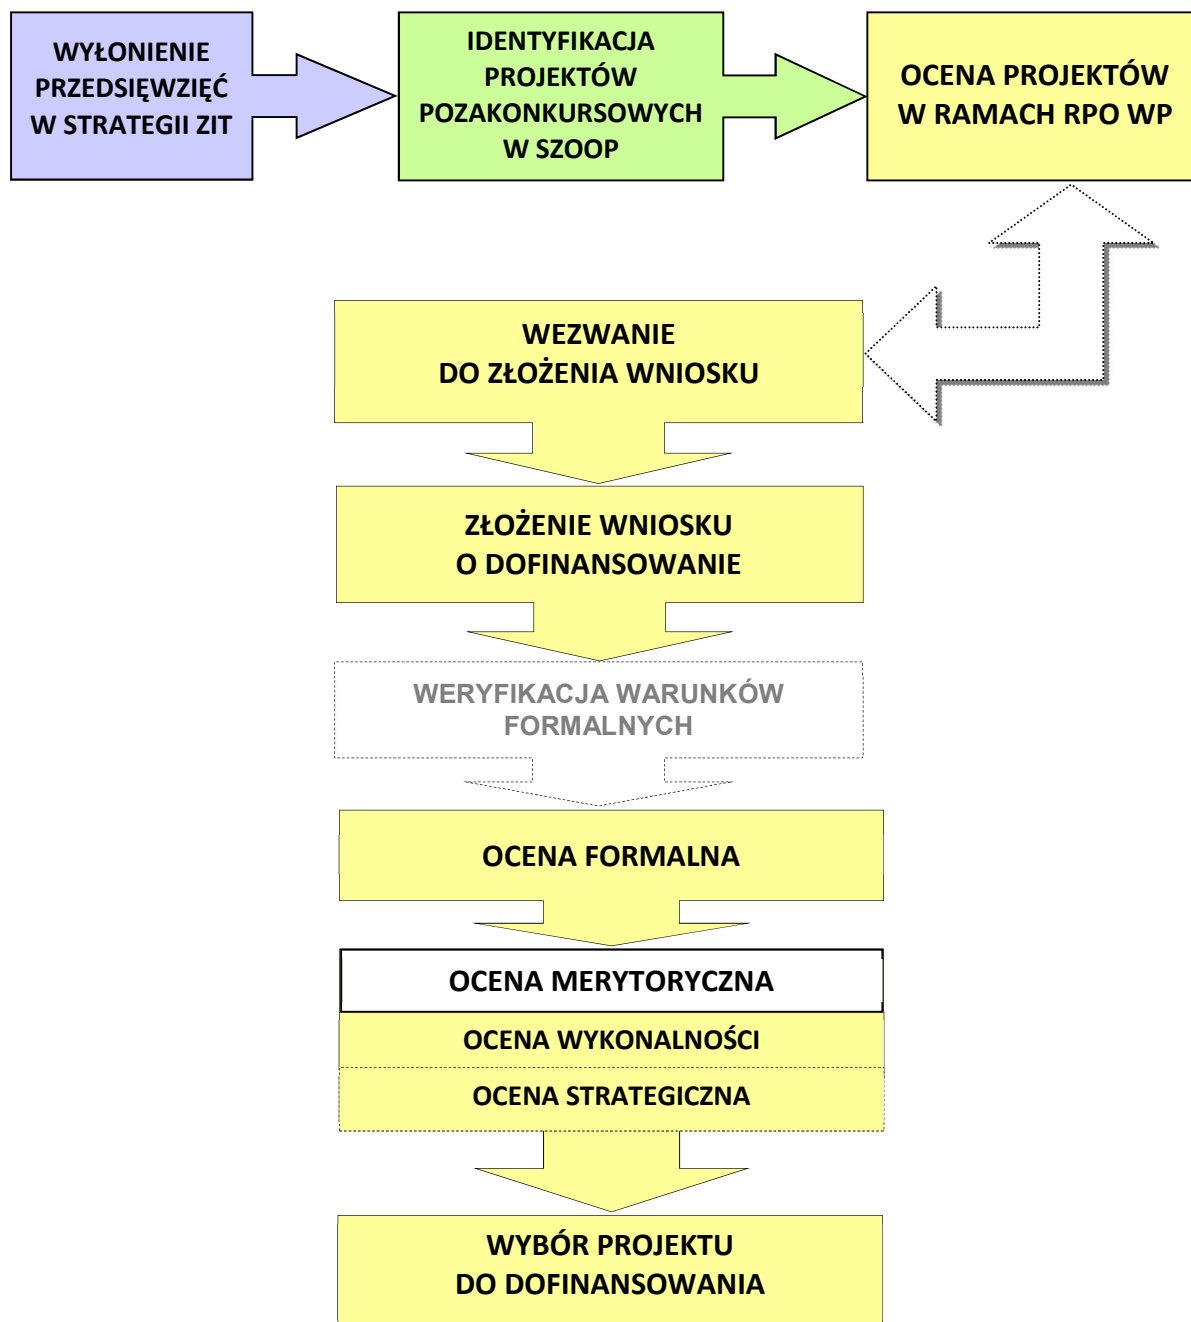 WYŁONIENIE
PRZEDSIĘWZIĘĆ
W STRATEGII ZIT
IDENTYFIKACJA
PROJEKTÓW
POZAKONKURSOWYCH
W SZOOP
OCENA PROJEKTÓW
W RAMACH RPO WP
WEZWANIE
DO ZŁOŻENIA WNIOSKU
ZŁOŻENIE WNIOSKU
O DOFINANSOWANIE
WERYFIKACJA WARUNKÓW
FORMALNYCH
OCENA FORMALNA
OCENA MERYTORYCZNA
OCENA WYKONALNOŚCI
OCENA STRATEGICZNA
WYBÓR PROJEKTU
DO DOFINANSOWANIA